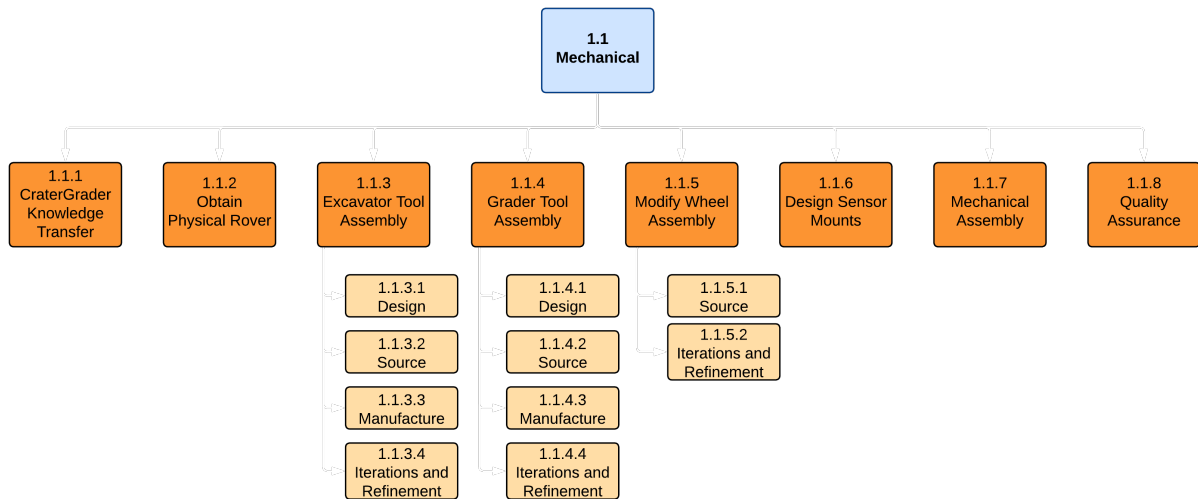 1.1
Mechanical
1.1.1
CraterGrader
Knowledge
Transfer
1.1.2
Obtain
Physical Rover
1.1.3
Excavator Tool
Assembly
1.1.4
Grader Tool
Assembly
1.1.5
Modify Wheel
Assembly
1.1.6
Design Sensor
Mounts
1.1.7
Mechanical
Assembly
1.1.8
Quality
Assurance
1.1.3.1
Design
1.1.3.2
Source
1.1.3.3
Manufacture
1.1.3.4
Iterations and
Refinement
1.1.4.1
Design
1.1.4.2
Source
1.1.4.3
Manufacture
1.1.4.4
Iterations and
Refinement
1.1.5.1
Source
1.1.5.2
Iterations and
Refinement